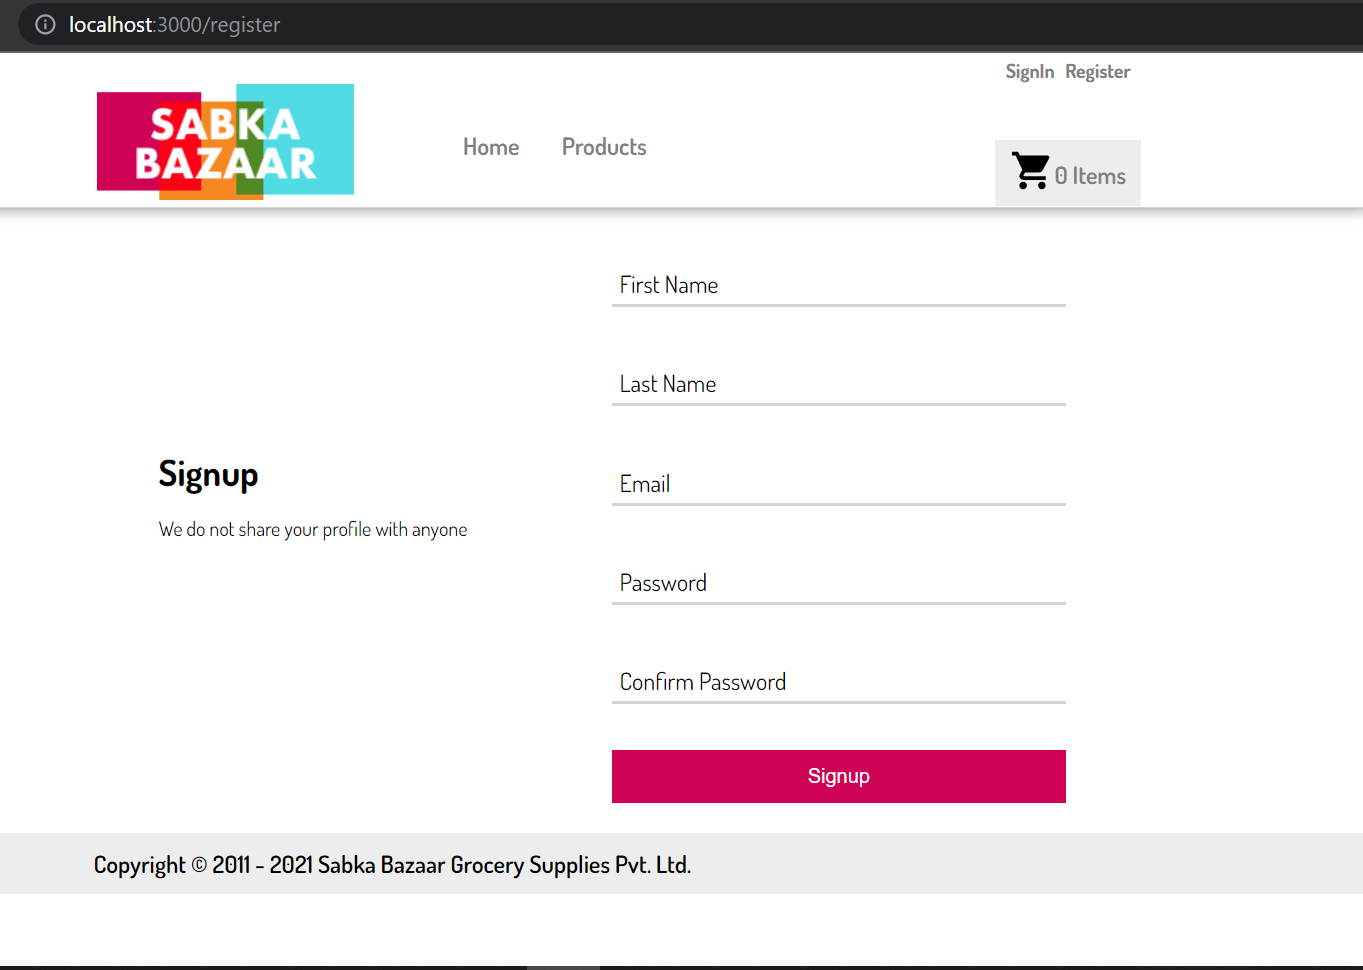 localhost:3000/register
SignIn Register
SABKA
BAZAAR
Home Products
0 Items
First Name
Last Name
Email
Signup
We do not share your profile with anyone
Password
Confirm Password
Signup
Copyright © 2011 - 2021 Sabka Bazaar Grocery Supplies Pvt. Ltd.